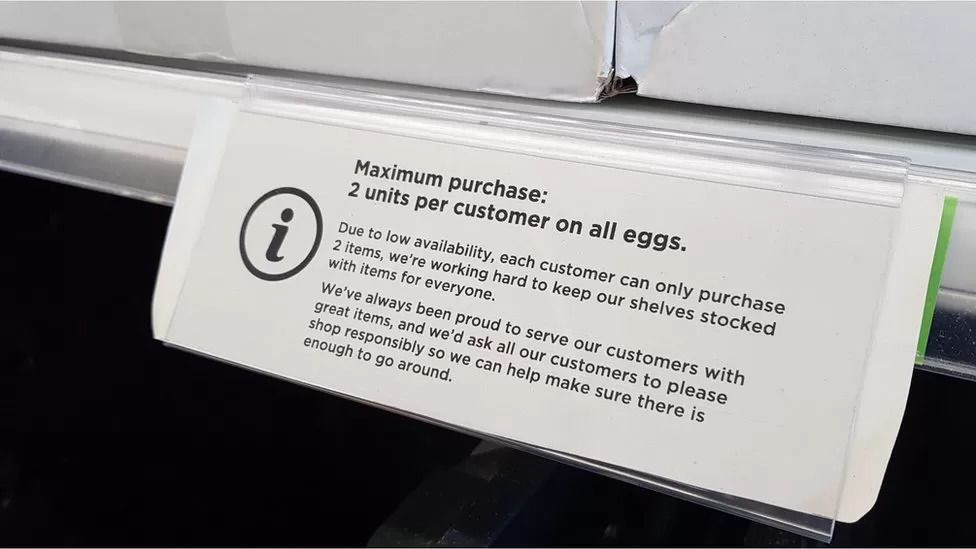 Maximum purchase:
2 units per customer on all eggs.
i
Due to low availability, each customer can only purchase
2 items, we're working hard to keep our shelves stocked
with items for everyone.
We've always been proud to serve our customers with
great items, and we'd ask all our customers to please
shop responsibly so we can help make sure there is
enough to go around.